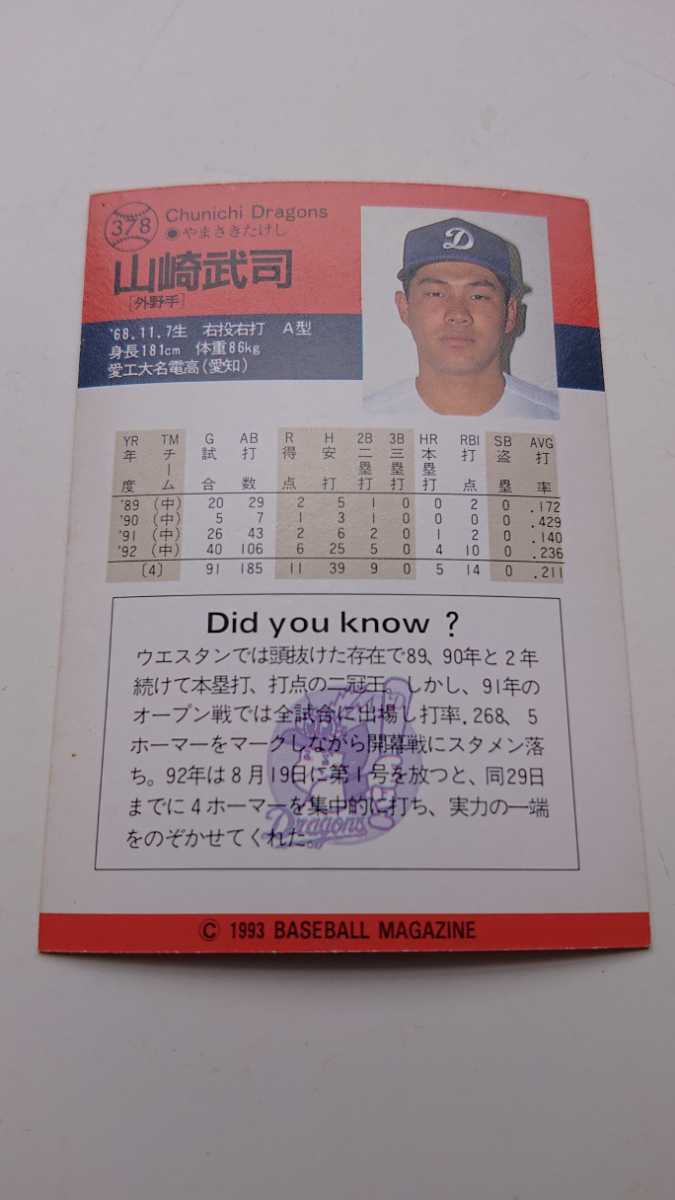 378
Chunichi Dragons
●やまさきたけし
山崎武司
[外野手]
'68.11.7生 右投右打 A型
身長181cm 体重86kg
愛工大名電高(愛知)
D
YR TM G AB R H 2B 3B HR RBI SB AVG
年度 チーム 試合 打数 得点 安打 二塁打 三塁打 本塁打 打点 盗塁 打率
'89 (中) 20 29 2 5 1 0 0 2 0 .172
'90 (中) 5 7 1 3 1 0 0 0 0 .429
'91 (中) 26 43 2 6 2 0 1 2 0 .140
'92 (中) 40 106 6 25 5 0 4 10 0 .236
(4) 91 185 11 39 9 0 5 14 0 .211
Did you know ?
ウエスタンでは頭抜けた存在で89、90年と2年
続けて本塁打、打点の二冠王。しかし、91年の
オープン戦では全試合に出場し打率.268、5
ホーマーをマークしながら開幕戦にスタメン落
ち。92年は8月19日に第1号を放つと、同29日
までに4ホーマーを集中的に打ち、実力の一端
をのぞかせてくれた。
Dragons
© 1993 BASEBALL MAGAZINE